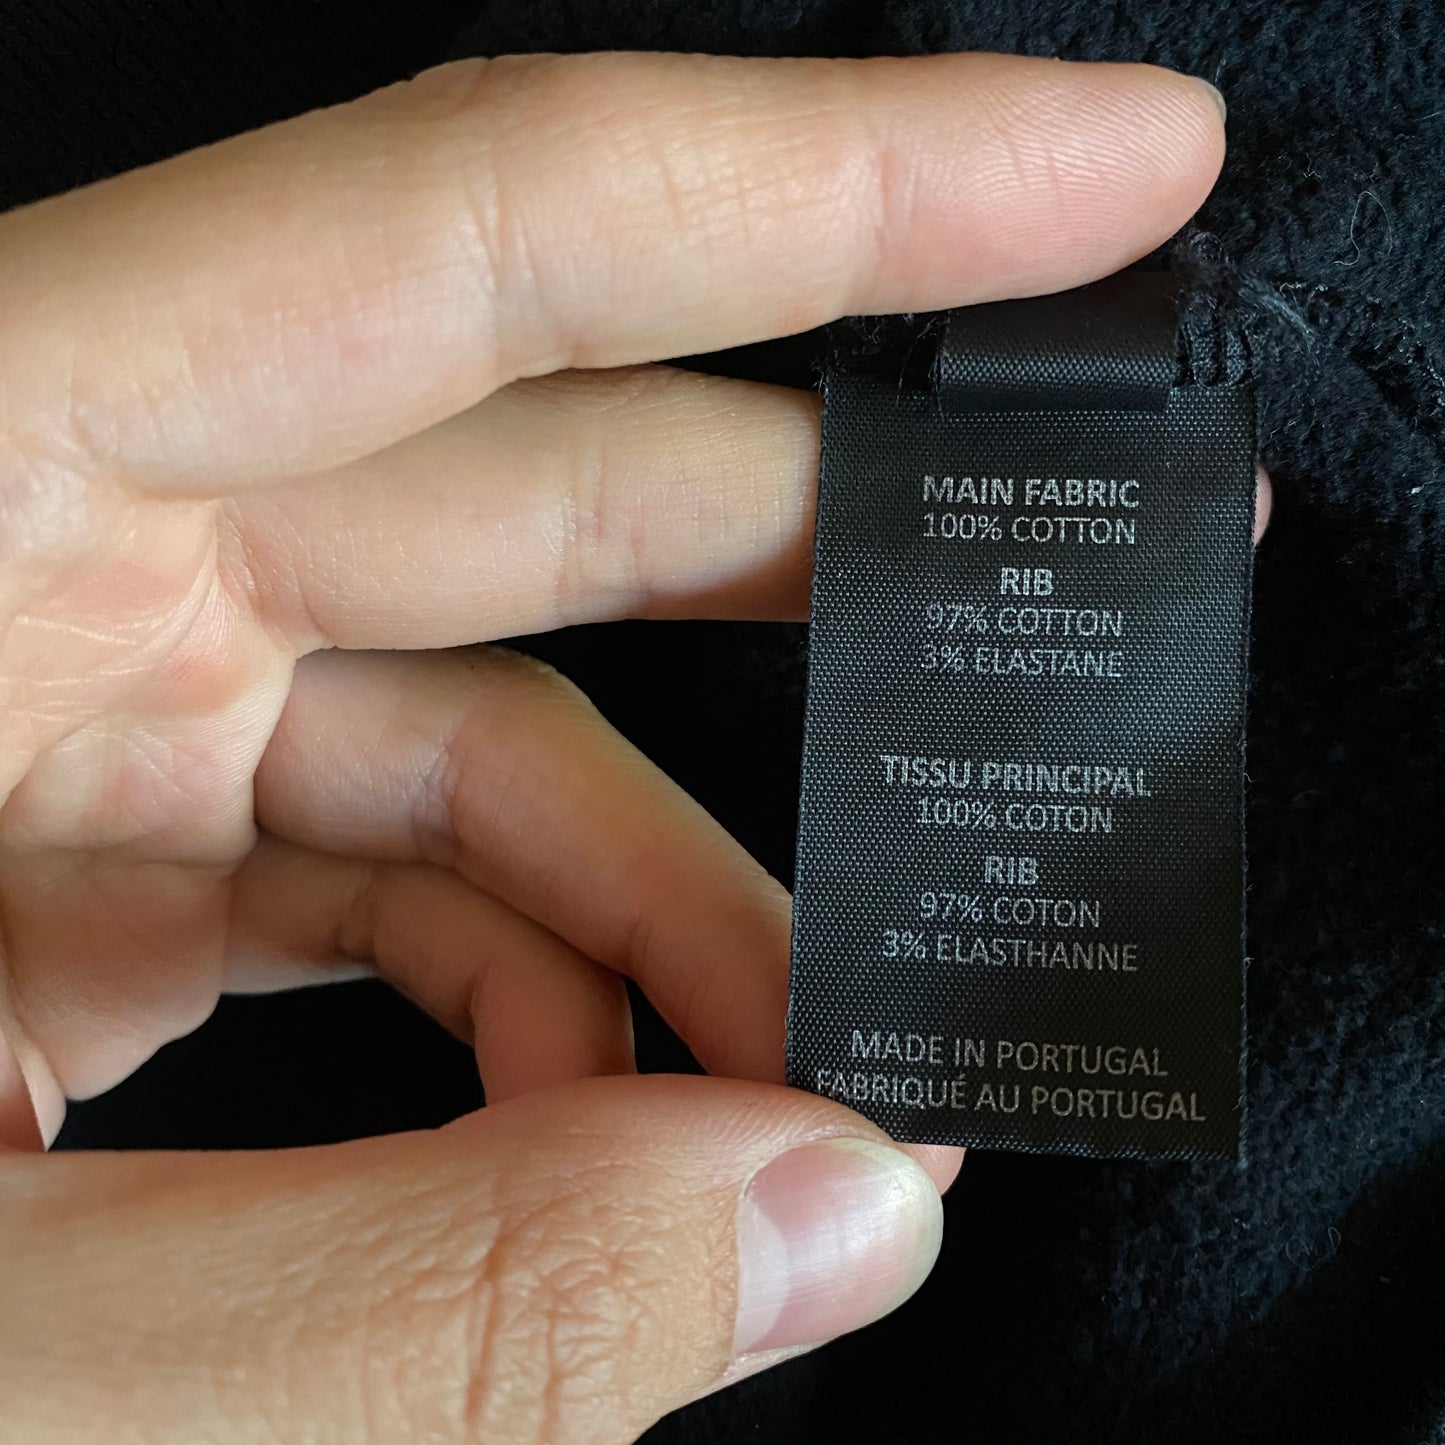 MAIN FABRIC
100% COTTON
RIB
97% COTTON
3% ELASTANE
TISSU PRINCIPAL
100% COTON
RIB
97% COTON
3% ELASTHANNE
MADE IN PORTUGAL
FABRIQUÉ AU PORTUGAL